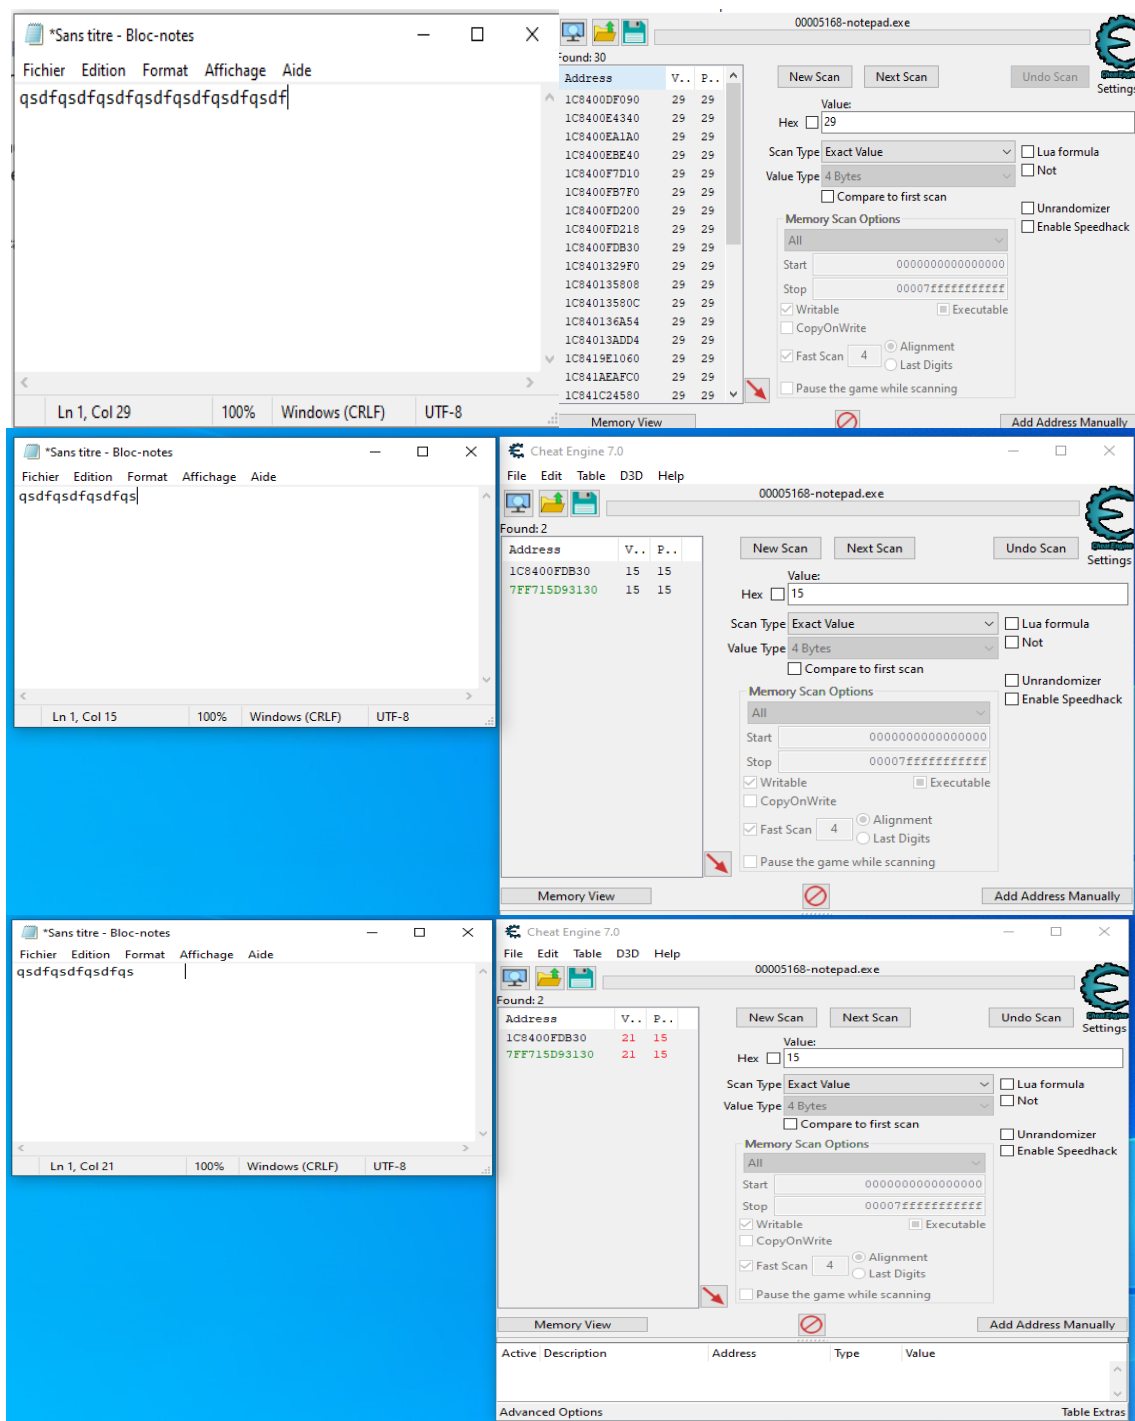 *Sans titre - Bloc-notes
Fichier Edition Format Affichage Aide
qsdfqsdfqsdfqsdfqsdfqsdfqsdf
Ln 1, Col 29 100% Windows (CRLF) UTF-8
00005168-notepad.exe
Found: 30
Address V.. P..
1C8400DF090 29 29
1C8400E4340 29 29
1C8400EA1A0 29 29
1C8400EBE40 29 29
1C8400F7D10 29 29
1C8400FB7F0 29 29
1C8400FD200 29 29
1C8400FD218 29 29
1C8400FDB30 29 29
1C8401329F0 29 29
1C840135808 29 29
1C84013580C 29 29
1C840136A54 29 29
1C84013ADD4 29 29
1C8419E1060 29 29
1C841AEAFC0 29 29
1C841C24580 29 29
New Scan Next Scan Undo Scan
Cheat Engine
Settings
Value:
Hex 29
Scan Type Exact Value Lua formula
Value Type 4 Bytes Not
Compare to first scan
Unrandomizer
Memory Scan Options Enable Speedhack
All
Start 0000000000000000
Stop 00007fffffffffff
Writable Executable
CopyOnWrite
Fast Scan 4 Alignment
Last Digits
Pause the game while scanning
Memory View Add Address Manually
*Sans titre - Bloc-notes
Fichier Edition Format Affichage Aide
qsdfqsdfqsdfqs
Ln 1, Col 15 100% Windows (CRLF) UTF-8
Cheat Engine 7.0
File Edit Table D3D Help
00005168-notepad.exe
Found: 2
Address V.. P..
1C8400FDB30 15 15
7FF715D93130 15 15
New Scan Next Scan Undo Scan
Cheat Engine
Settings
Value:
Hex 15
Scan Type Exact Value Lua formula
Value Type 4 Bytes Not
Compare to first scan
Unrandomizer
Memory Scan Options Enable Speedhack
All
Start 0000000000000000
Stop 00007fffffffffff
Writable Executable
CopyOnWrite
Fast Scan 4 Alignment
Last Digits
Pause the game while scanning
Memory View Add Address Manually
*Sans titre - Bloc-notes
Fichier Edition Format Affichage Aide
qsdfqsdfqsdfqs
Ln 1, Col 21 100% Windows (CRLF) UTF-8
Cheat Engine 7.0
File Edit Table D3D Help
00005168-notepad.exe
Found: 2
Address V.. P..
1C8400FDB30 21 15
7FF715D93130 21 15
New Scan Next Scan Undo Scan
Cheat Engine
Settings
Value:
Hex 15
Scan Type Exact Value Lua formula
Value Type 4 Bytes Not
Compare to first scan
Unrandomizer
Memory Scan Options Enable Speedhack
All
Start 0000000000000000
Stop 00007fffffffffff
Writable Executable
CopyOnWrite
Fast Scan 4 Alignment
Last Digits
Pause the game while scanning
Memory View Add Address Manually
Active Description Address Type Value
Advanced Options Table Extras